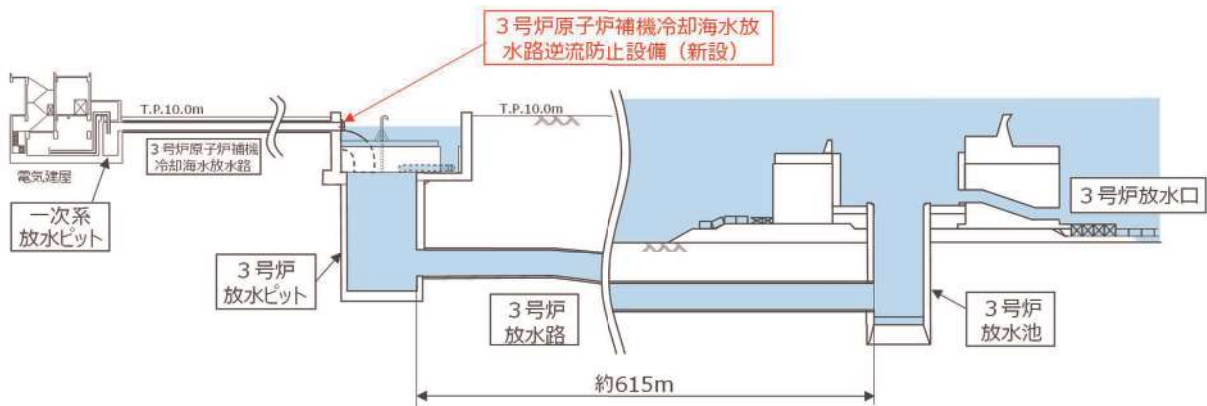 3号炉原子炉補機冷却海水放
水路逆流防止設備（新設）
T.P.10.0m
T.P.10.0m
3号炉原子炉補機
冷却海水放水路
電気建屋
一次系
放水ピット
3号炉放水口
3号炉
放水ピット
3号炉
放水路
3号炉
放水池
約615m